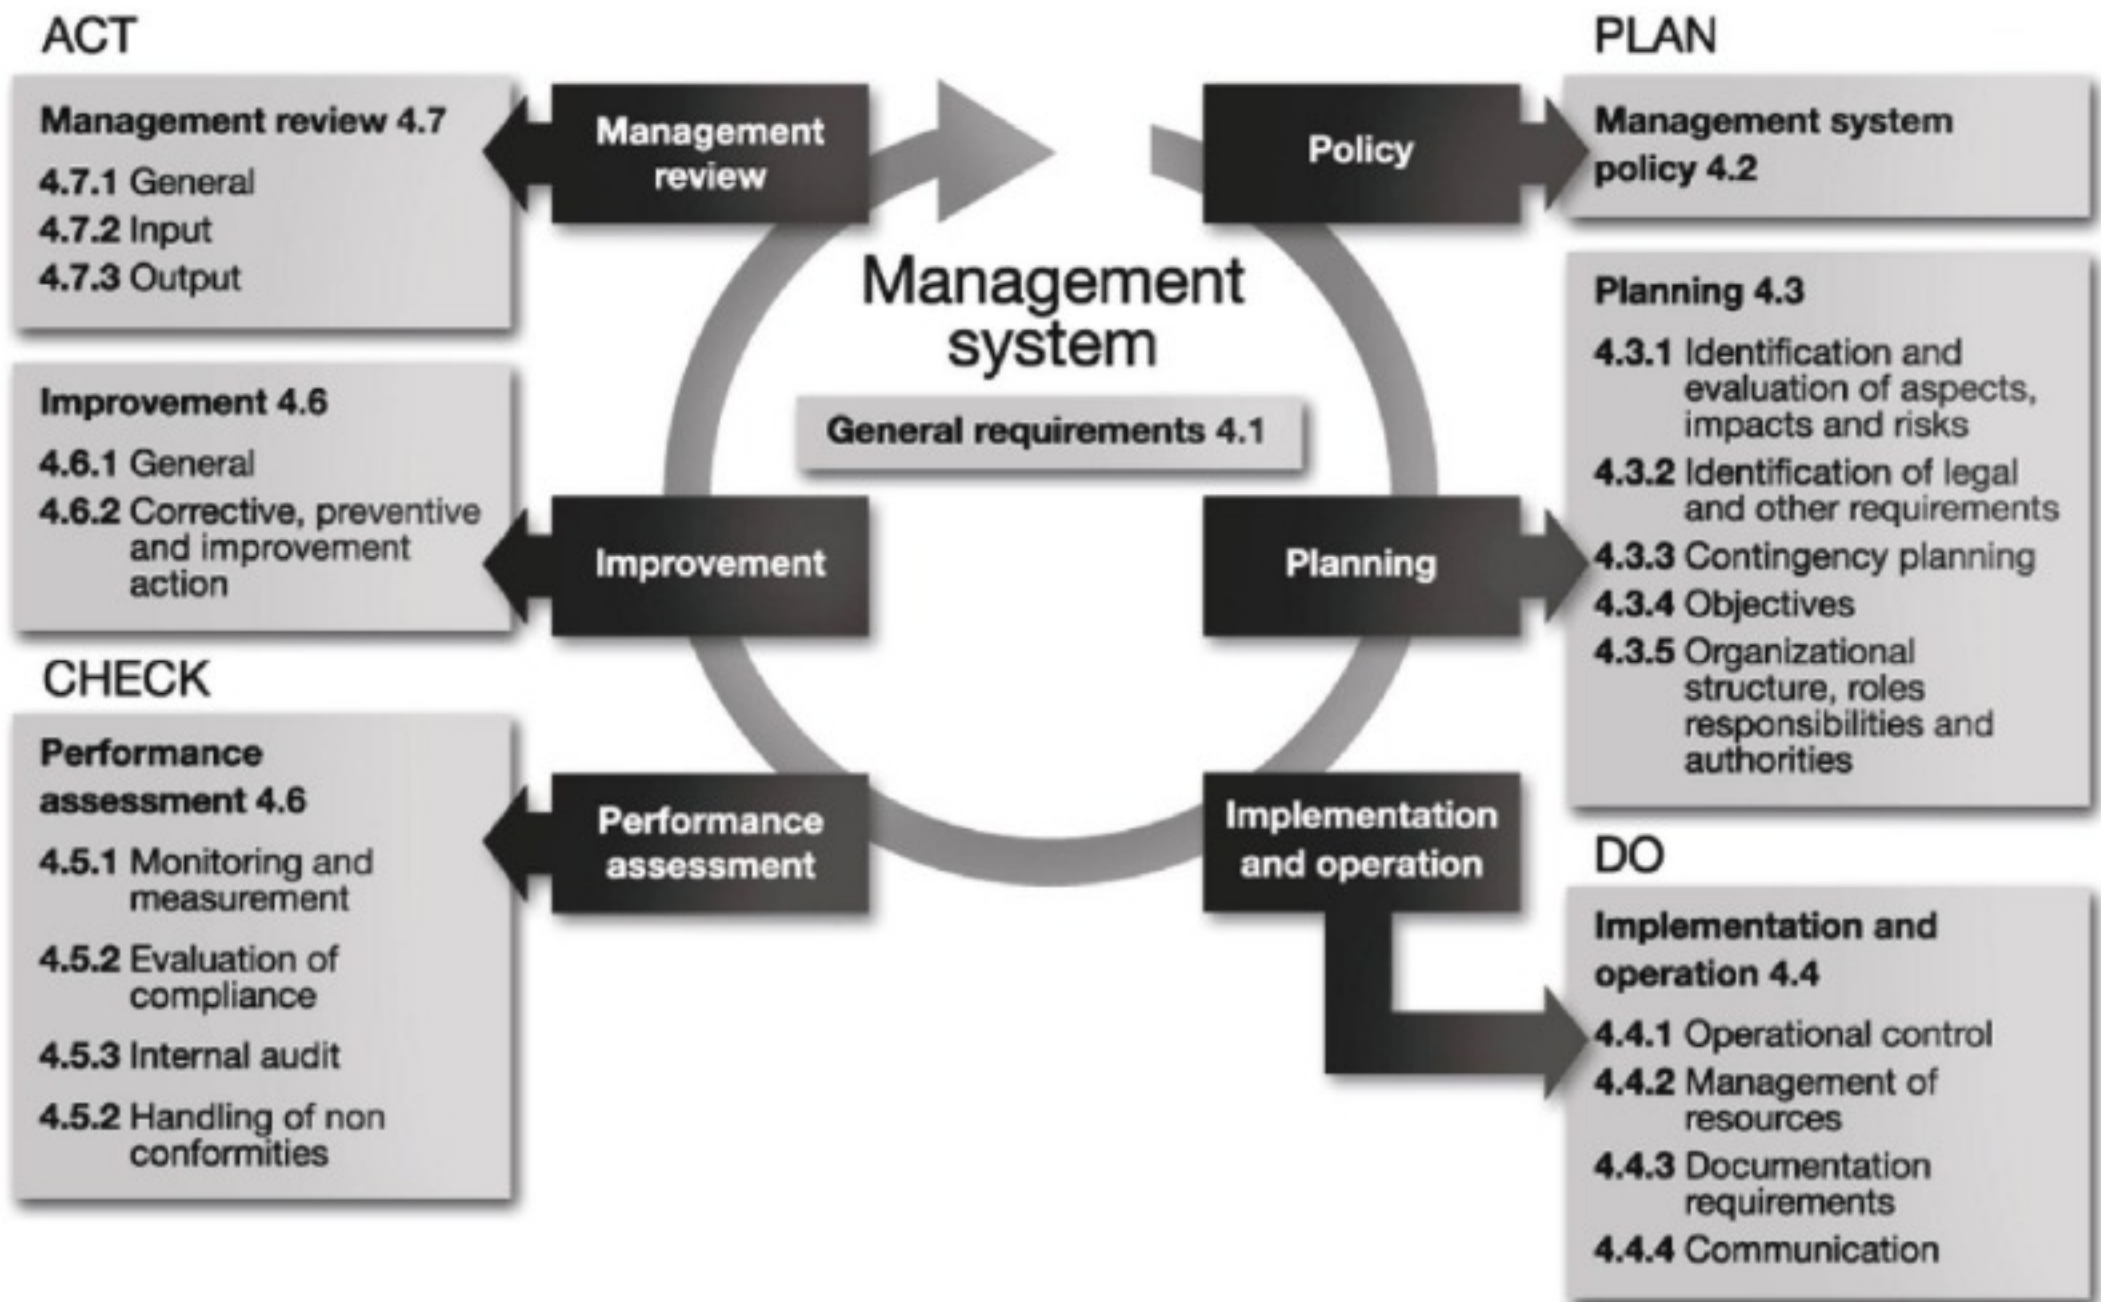 ACT
Management review 4.7
4.7.1 General
4.7.2 Input
4.7.3 Output
Improvement 4.6
4.6.1 General
4.6.2 Corrective, preventive
and improvement
action
CHECK
Performance
assessment 4.6
4.5.1 Monitoring and
measurement
4.5.2 Evaluation of
compliance
4.5.3 Internal audit
4.5.2 Handling of non
conformities
Management
review
Improvement
Performance
assessment
Management
system
General requirements 4.1
Policy
Planning
Implementation
and operation
PLAN
Management system
policy 4.2
Planning 4.3
4.3.1 Identification and
evaluation of aspects,
impacts and risks
4.3.2 Identification of legal
and other requirements
4.3.3 Contingency planning
4.3.4 Objectives
4.3.5 Organizational
structure, roles
responsibilities and
authorities
DO
Implementation and
operation 4.4
4.4.1 Operational control
4.4.2 Management of
resources
4.4.3 Documentation
requirements
4.4.4 Communication